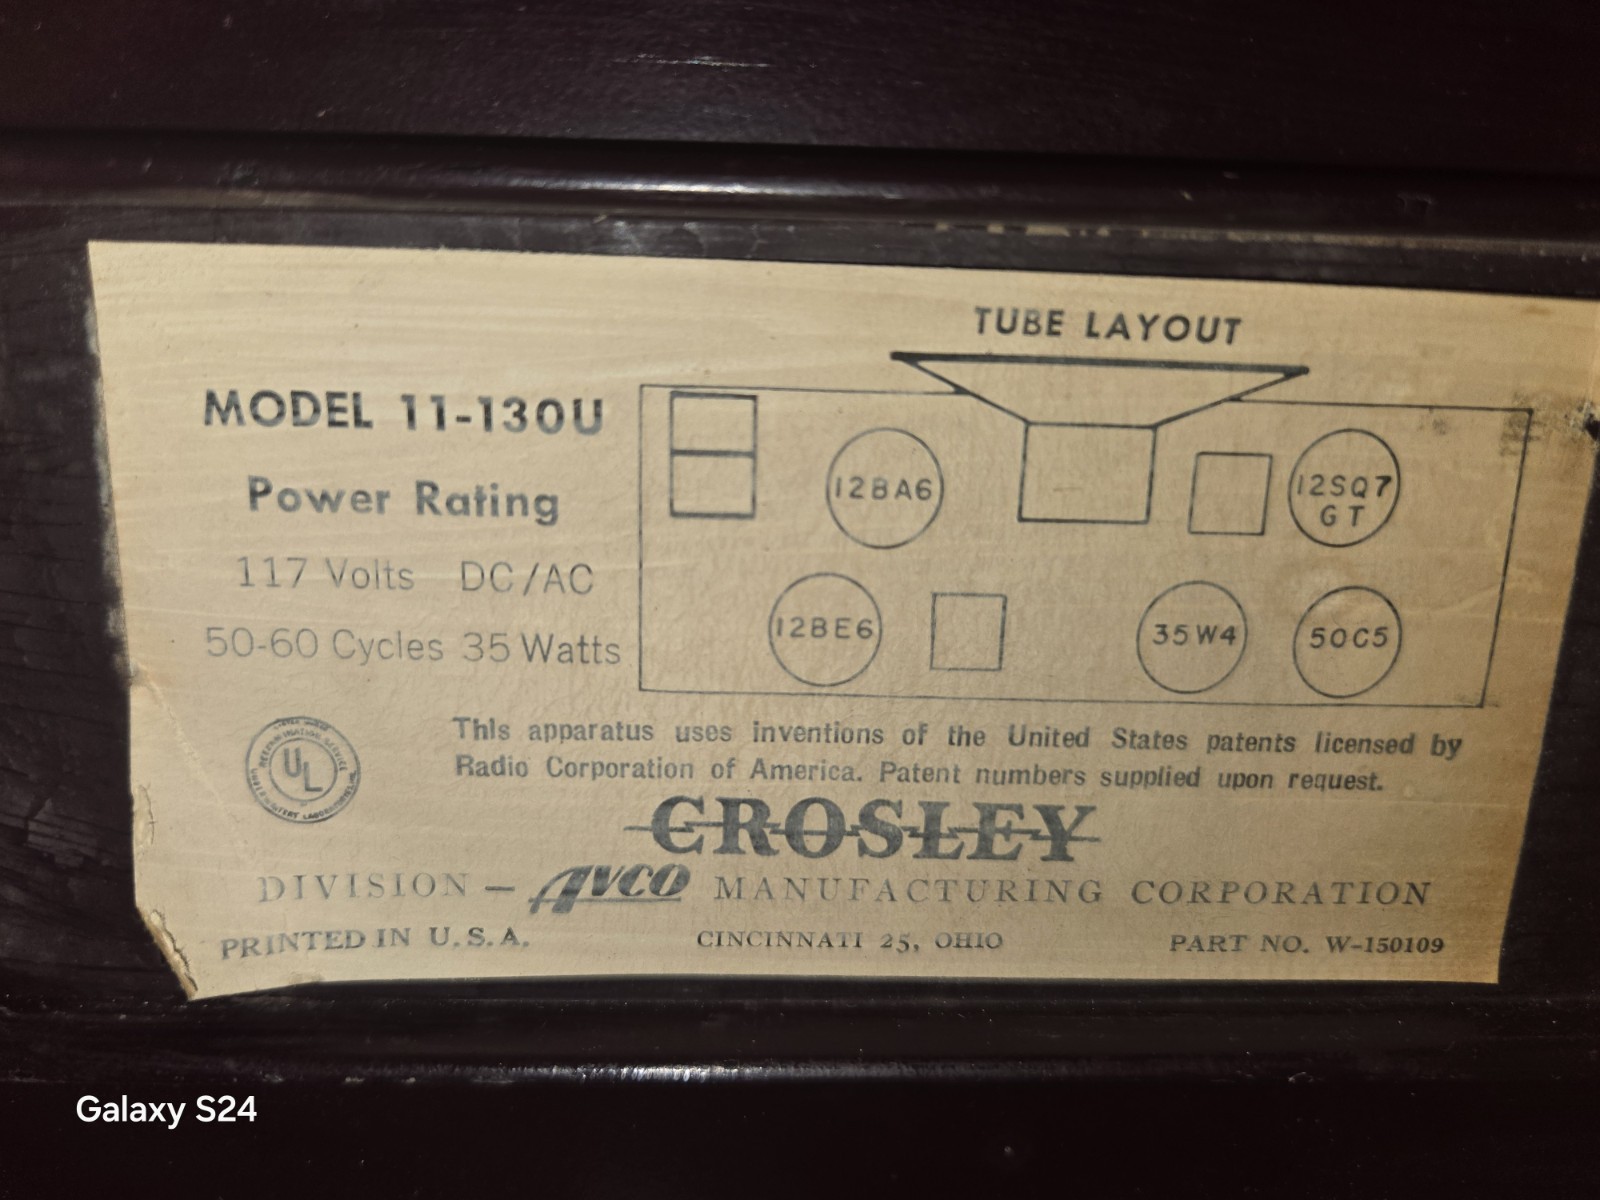 TUBE LAYOUT
MODEL 11-130U
Power Rating
117 Volts DC/AC
50-60 Cycles 35 Watts
12BA6
12SQ7
GT
12BE6
35W4
50C5
UL
This apparatus uses inventions of the United States patents licensed by
Radio Corporation of America. Patent numbers supplied upon request.
CROSLEY
DIVISION — AVCO MANUFACTURING CORPORATION
PRINTED IN U.S.A. CINCINNATI 25, OHIO PART NO. W-150109
Galaxy S24